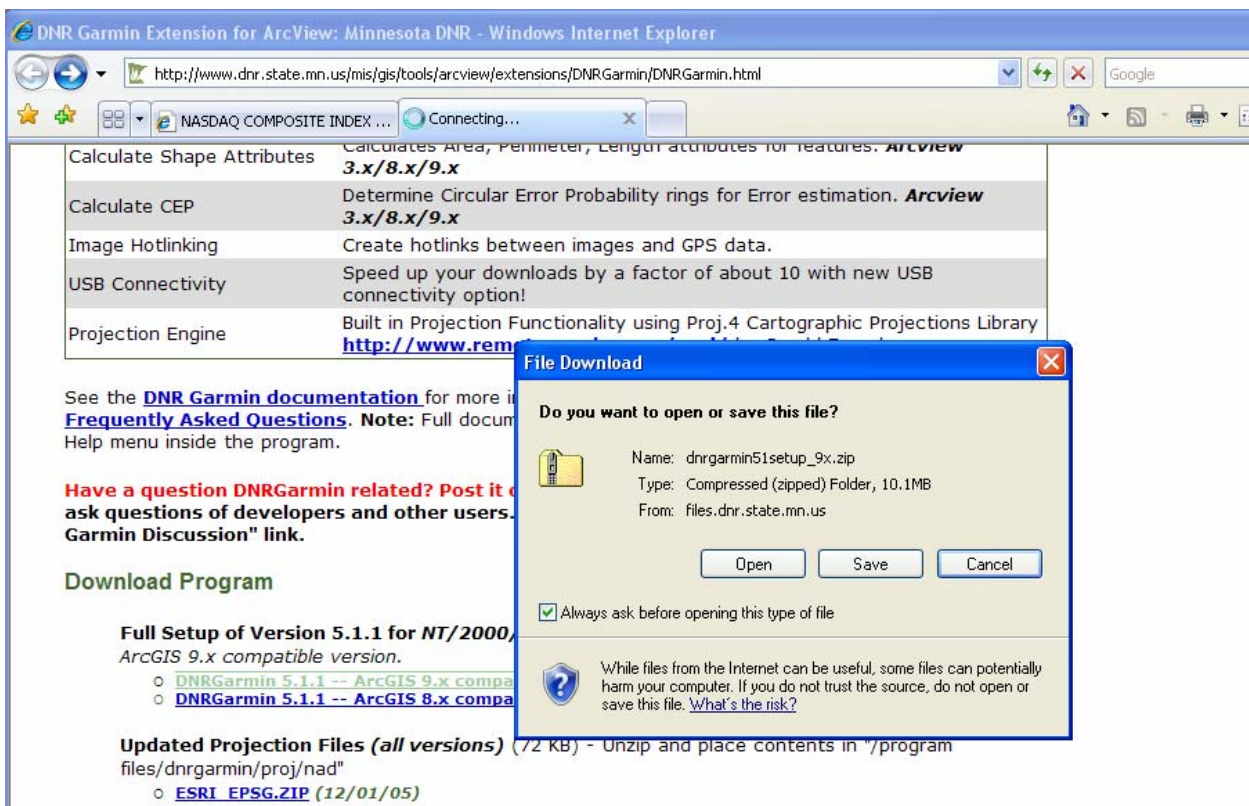 DNR Garmin Extension for ArcView: Minnesota DNR - Windows Internet Explorer
http://www.dnr.state.mn.us/mis/gis/tools/arcview/extensions/DNRGarmin/DNRGarmin.html
Google
NASDAQ COMPOSITE INDEX ...
Connecting...
Calculate Shape Attributes
Calculates Area, Perimeter, Length attributes for features. Arcview
3.x/8.x/9.x
Calculate CEP
Determine Circular Error Probability rings for Error estimation. Arcview
3.x/8.x/9.x
Image Hotlinking
Create hotlinks between images and GPS data.
USB Connectivity
Speed up your downloads by a factor of about 10 with new USB
connectivity option!
Projection Engine
Built in Projection Functionality using Proj.4 Cartographic Projections Library
http://www.rem
See the DNR Garmin documentation for more
Frequently Asked Questions. Note: Full docum
Help menu inside the program.
Have a question DNRGarmin related? Post it
ask questions of developers and other users.
Garmin Discussion" link.
Download Program
Full Setup of Version 5.1.1 for NT/2000/
ArcGIS 9.x compatible version.
DNRGarmin 5.1.1 -- ArcGIS 9.x compa
DNRGarmin 5.1.1 -- ArcGIS 8.x compa
Updated Projection Files (all versions) (72 KB) - Unzip and place contents in "/program
files/dnrgarmin/proj/nad"
ESRI_EPSG.ZIP (12/01/05)
File Download
Do you want to open or save this file?
Name: dnrgarmin51setup_9x.zip
Type: Compressed (zipped) Folder, 10.1MB
From: files.dnr.state.mn.us
Open
Save
Cancel
Always ask before opening this type of file
While files from the Internet can be useful, some files can potentially
harm your computer. If you do not trust the source, do not open or
save this file. What's the risk?